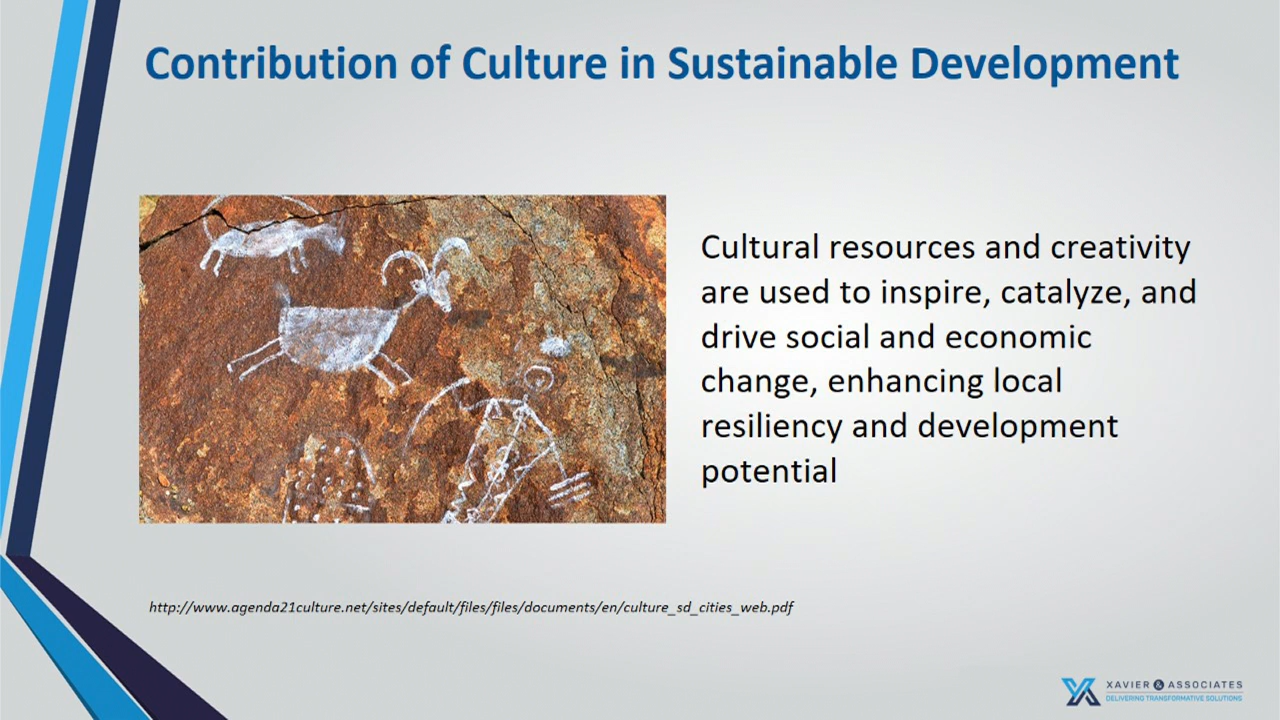 Contribution of Culture in Sustainable Development
Cultural resources and creativity
are used to inspire, catalyze, and
drive social and economic
change, enhancing local
resiliency and development
potential
http://www.agenda21culture.net/sites/default/files/files/documents/en/culture_sd_cities_web.pdf
XAVIER & ASSOCIATES
DELIVERING TRANSFORMATIVE SOLUTIONS